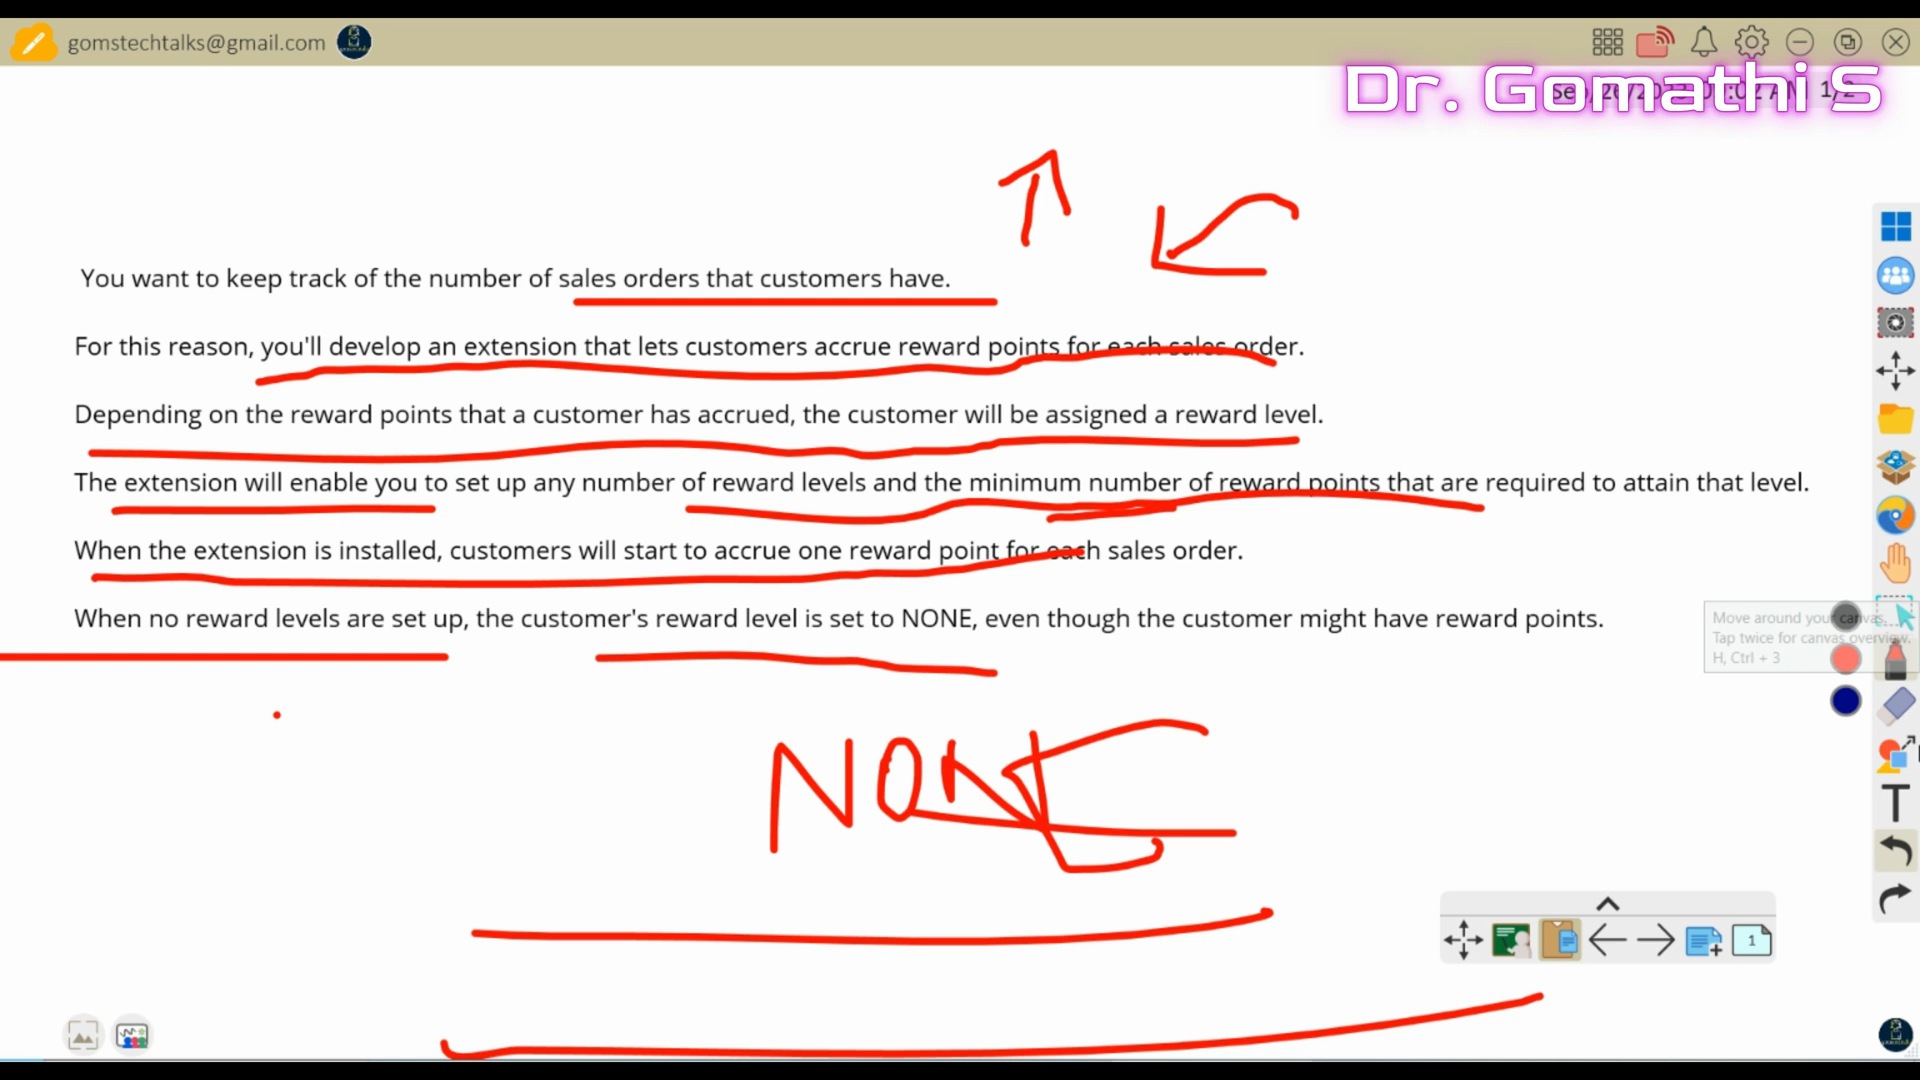 gomstechtalks@gmail.com
Dr. Gomathi S
1/2
You want to keep track of the number of sales orders that customers have.
For this reason, you'll develop an extension that lets customers accrue reward points for each sales order.
Depending on the reward points that a customer has accrued, the customer will be assigned a reward level.
The extension will enable you to set up any number of reward levels and the minimum number of reward points that are required to attain that level.
When the extension is installed, customers will start to accrue one reward point for each sales order.
When no reward levels are set up, the customer's reward level is set to NONE, even though the customer might have reward points.
Move around your canvas.
Tap twice for canvas overview.
H, Ctrl + 3
NONE
T
1